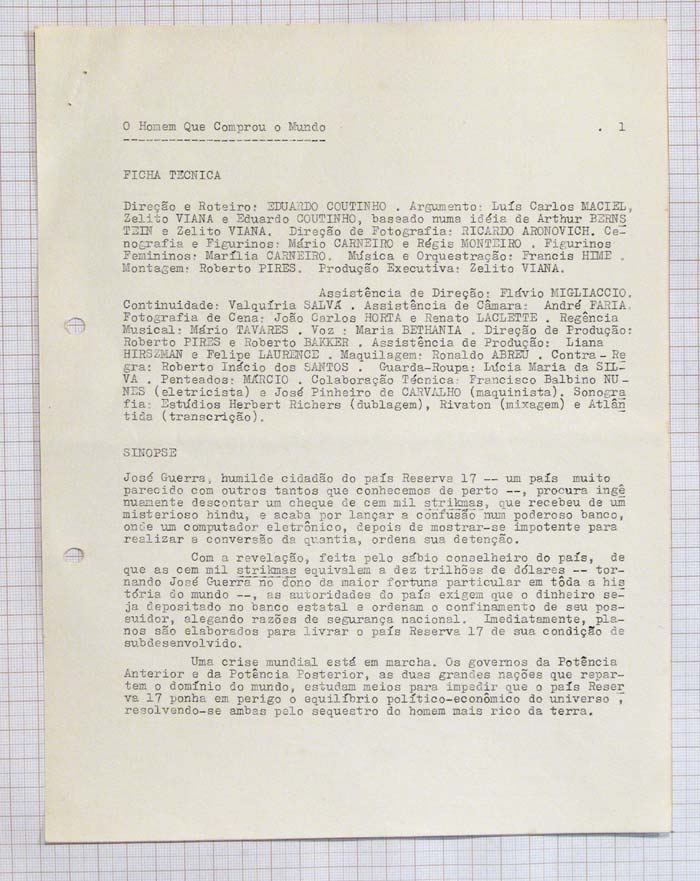 O Homem Que Comprou o Mundo . 1
FICHA TÉCNICA
Direção e Roteiro: EDUARDO COUTINHO . Argumento: Luís Carlos MACIEL,
Zelito VIANA e Eduardo COUTINHO, baseado numa idéia de Arthur BERNS
TEIN e Zelito VIANA. Direção de Fotografia: RICARDO ARONOVICH. Ce-
nografia e Figurinos: Mário CARNEIRO e Régis MONTEIRO . Figurinos
Femininos: Marília CARNEIRO. Música e Orquestração: Francis HIME .
Montagem: Roberto PIRES. Produção Executiva: Zelito VIANA.
Assistência de Direção: Flávio MIGLIACCIO.
Continuidade: Valquíria SALVÁ . Assistência de Câmara: André FARIA.
Fotografia de Cena: João Carlos HORTA e Renato LACLETTE . Regência
Musical: Mário TAVARES . Voz : Maria BETHANIA . Direção de Produção:
Roberto PIRES e Roberto BAKKER . Assistência de Produção: Liana
HIRSZMAN e Felipe LAURENCE . Maquilagem: Ronaldo ABREU . Contra-Re
gra: Roberto Inácio dos SANTOS . Guarda-Roupa: Lúcia Maria da SIL-
VA . Penteados: MÁRCIO . Colaboração Técnica: Francisco Balbino NU-
NES (eletricista) e José Pinheiro de CARVALHO (maquinista). Sonogra
fia: Estúdios Herbert Richers (dublagem), Rivaton (mixagem) e Atlân
tida (transcrição).
SINOPSE
José Guerra, humilde cidadão do país Reserva 17 -- um país muito
parecido com outros tantos que conhecemos de perto --, procura ingê
nuamente descontar um cheque de cem mil strikmas, que recebeu de um
misterioso hindu, e acaba por lançar a confusão num poderoso banco,
onde um computador eletrônico, depois de mostrar-se impotente para
realizar a conversão da quantia, ordena sua detenção.
Com a revelação, feita pelo sábio conselheiro do país, de
que as cem mil strikmas equivalem a dez trilhões de dólares -- tor-
nando José Guerra no dono da maior fortuna particular em tôda a his
tória do mundo --, as autoridades do país exigem que o dinheiro se-
ja depositado no banco estatal e ordenam o confinamento de seu pos-
suidor, alegando razões de segurança nacional. Imediatamente, pla-
nos são elaborados para livrar o país Reserva 17 de sua condição de
subdesenvolvido.
Uma crise mundial está em marcha. Os governos da Potência
Anterior e da Potência Posterior, as duas grandes nações que repar-
tem o domínio do mundo, estudam meios para impedir que o país Reser
va 17 ponha em perigo o equilíbrio político-econômico do universo ,
resolvendo-se ambas pelo sequestro do homem mais rico da terra.